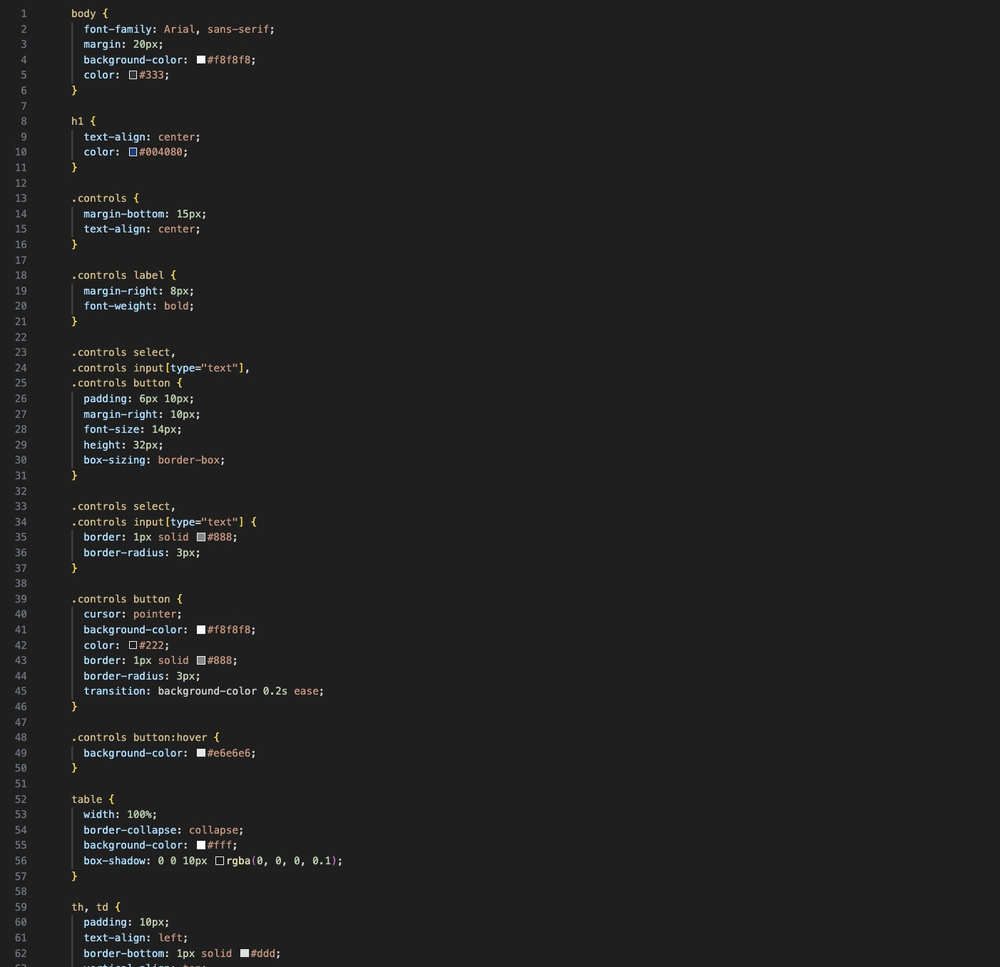 1 body {
2 font-family: Arial, sans-serif;
3 margin: 20px;
4 background-color: #f8f8f8;
5 color: #333;
6 }
7
8 h1 {
9 text-align: center;
10 color: #004080;
11 }
12
13 .controls {
14 margin-bottom: 15px;
15 text-align: center;
16 }
17
18 .controls label {
19 margin-right: 8px;
20 font-weight: bold;
21 }
22
23 .controls select,
24 .controls input[type="text"],
25 .controls button {
26 padding: 6px 10px;
27 margin-right: 10px;
28 font-size: 14px;
29 height: 32px;
30 box-sizing: border-box;
31 }
32
33 .controls select,
34 .controls input[type="text"] {
35 border: 1px solid #888;
36 border-radius: 3px;
37 }
38
39 .controls button {
40 cursor: pointer;
41 background-color: #f8f8f8;
42 color: #222;
43 border: 1px solid #888;
44 border-radius: 3px;
45 transition: background-color 0.2s ease;
46 }
47
48 .controls button:hover {
49 background-color: #e6e6e6;
50 }
51
52 table {
53 width: 100%;
54 border-collapse: collapse;
55 background-color: #fff;
56 box-shadow: 0 0 10px rgba(0, 0, 0, 0.1);
57 }
58
59 th, td {
60 padding: 10px;
61 text-align: left;
62 border-bottom: 1px solid #ddd;